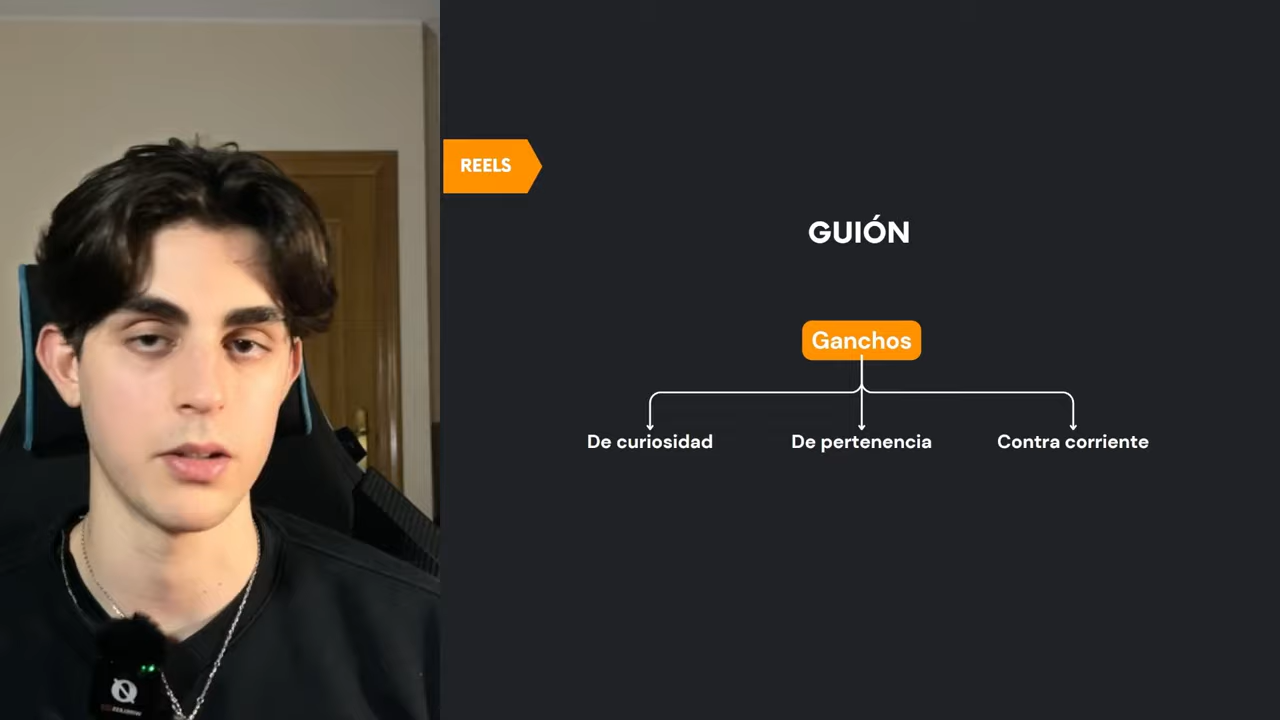 REELS
GUIÓN
Ganchos
De curiosidad
De pertenencia
Contra corriente